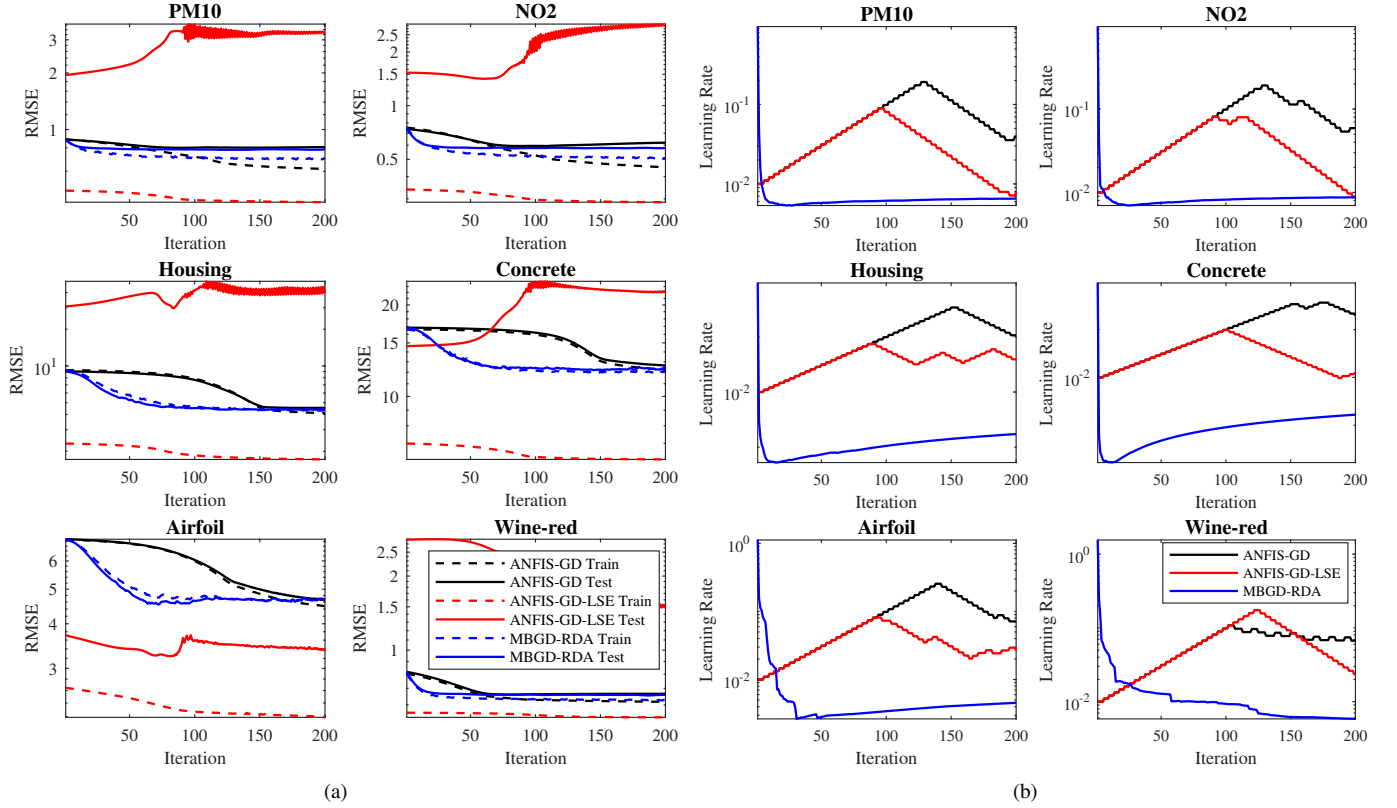 PM10
RMSE
3
2
1
50
100
150
200
Iteration
NO2
RMSE
2.5
2
1.5
1
0.5
50
100
150
200
Iteration
Housing
RMSE
10^1
50
100
150
200
Iteration
Concrete
RMSE
20
15
10
50
100
150
200
Iteration
Airfoil
RMSE
6
5
4
3
50
100
150
200
Iteration
Wine-red
RMSE
2.5
2
1.5
1
50
100
150
200
Iteration
ANFIS-GD Train
ANFIS-GD Test
ANFIS-GD-LSE Train
ANFIS-GD-LSE Test
MBGD-RDA Train
MBGD-RDA Test
(a)
PM10
Learning Rate
10^-1
10^-2
50
100
150
200
Iteration
NO2
Learning Rate
10^-1
10^-2
50
100
150
200
Iteration
Housing
Learning Rate
10^-2
50
100
150
200
Iteration
Concrete
Learning Rate
10^-2
50
100
150
200
Iteration
Airfoil
Learning Rate
10^0
10^-2
50
100
150
200
Iteration
Wine-red
Learning Rate
10^0
10^-1
10^-2
50
100
150
200
Iteration
ANFIS-GD
ANFIS-GD-LSE
MBGD-RDA
(b)